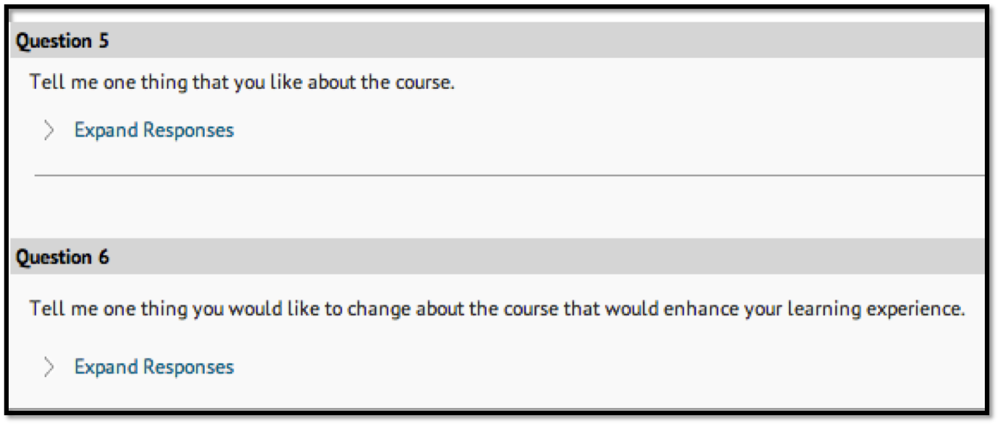 Question 5
Tell me one thing that you like about the course.
Expand Responses
Question 6
Tell me one thing you would like to change about the course that would enhance your learning experience.
Expand Responses